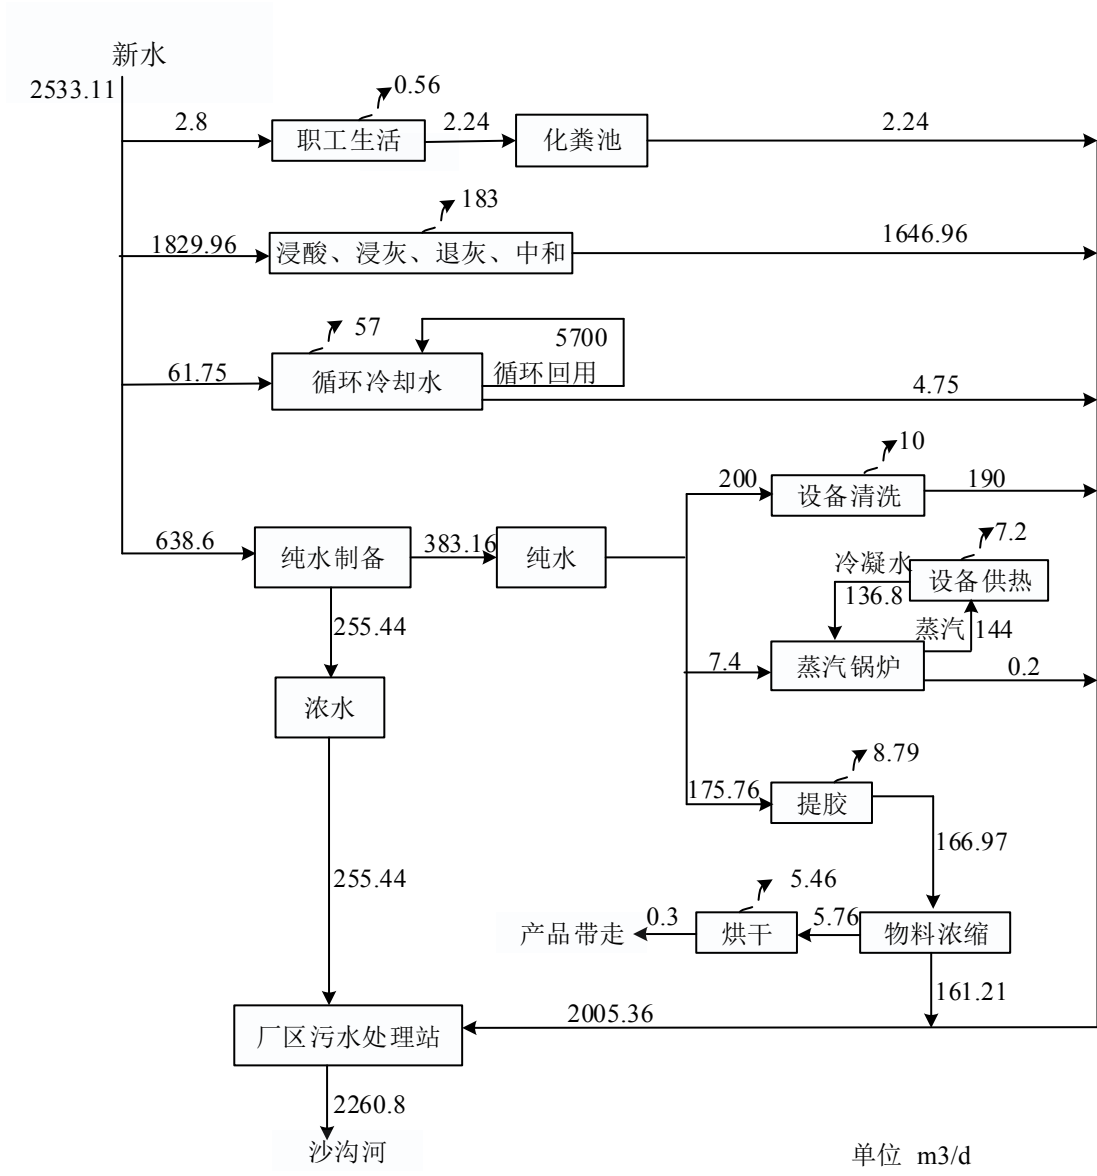 新水
2533.11
0.56
2.8
职工生活
2.24
化粪池
2.24
183
1829.96
浸酸、浸灰、退灰、中和
1646.96
57
5700
61.75
循环冷却水
循环回用
4.75
10
200
设备清洗
190
638.6
纯水制备
383.16
纯水
7.2
冷凝水
设备供热
136.8
255.44
蒸汽
144
7.4
蒸汽锅炉
0.2
浓水
8.79
175.76
提胶
166.97
255.44
5.46
产品带走
0.3
烘干
5.76
物料浓缩
161.21
2005.36
厂区污水处理站
2260.8
沙沟河
单位 m3/d